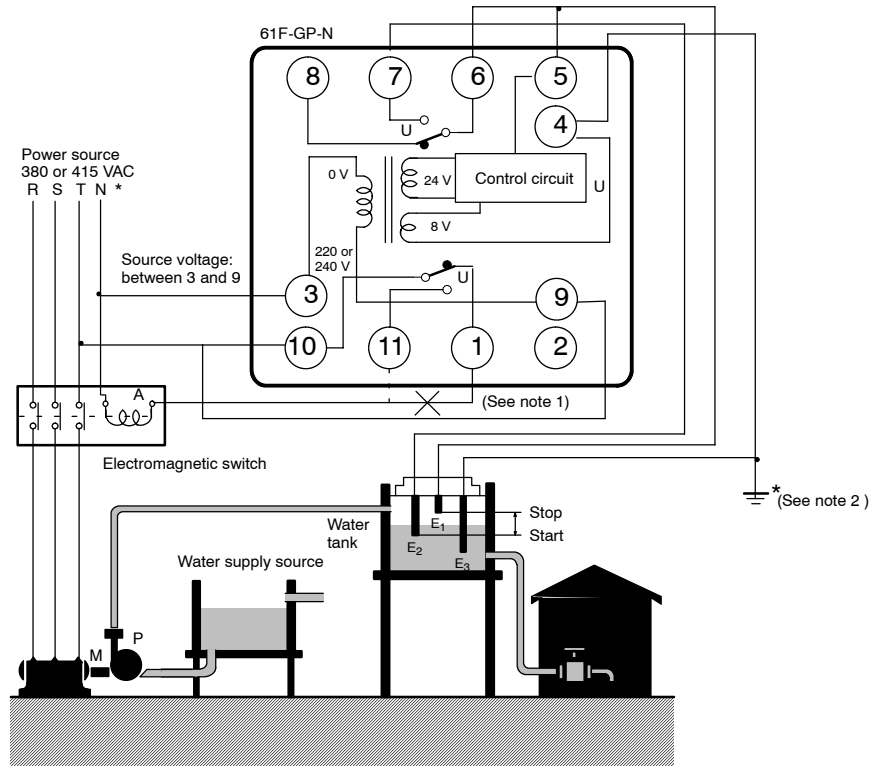 61F-GP-N
8
7
6
5
4
U
Power source
380 or 415 VAC
R S T N *
0 V
24 V
Control circuit
U
8 V
Source voltage:
between 3 and 9
220 or
240 V
U
3
9
10
11
1
2
A
(See note 1)
Electromagnetic switch
*
(See note 2 )
Water
tank
E1
Stop
E2
Start
E3
Water supply source
P
M